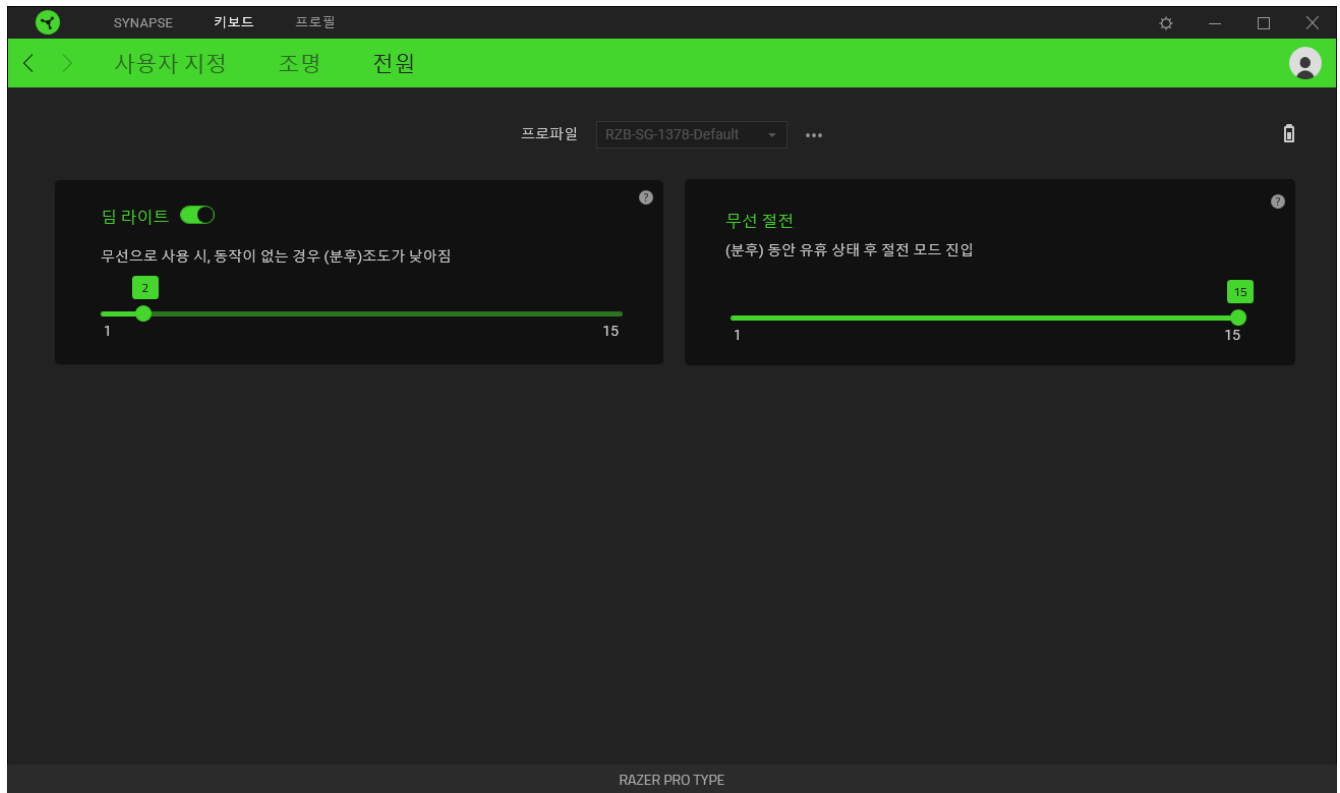 SYNAPSE 키보드 프로필
사용자 지정 조명 전원
프로파일 RZB-SG-1378-Default
딤 라이트
무선으로 사용 시, 동작이 없는 경우 (분후)조도가 낮아짐
2
1 15
무선 절전
(분후) 동안 유휴 상태 후 절전 모드 진입
15
1 15
RAZER PRO TYPE